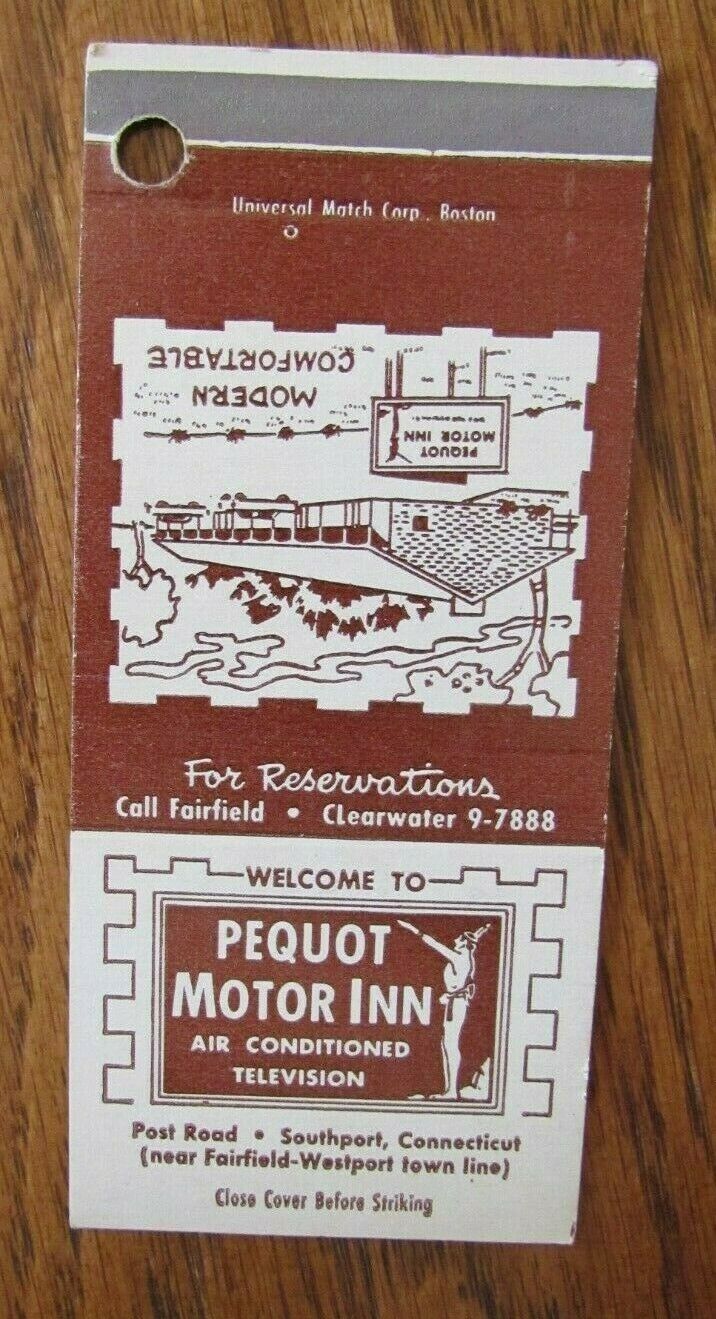 Universal Match Corp., Boston
MODERN
COMFORTABLE
PEQUOT
MOTOR INN
For Reservations
Call Fairfield • CLearwater 9-7888
WELCOME TO
PEQUOT
MOTOR INN
AIR CONDITIONED
TELEVISION
Post Road • Southport, Connecticut
(near Fairfield-Westport town line)
Close Cover Before Striking